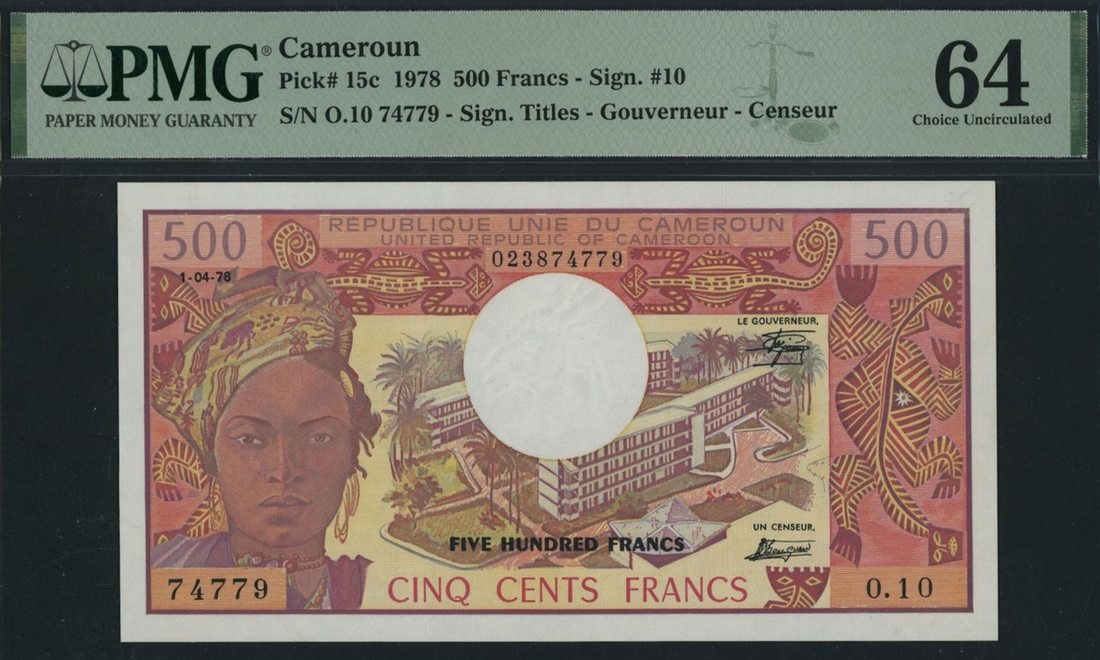 PMG®
PAPER MONEY GUARANTY
Cameroun
Pick# 15c 1978 500 Francs - Sign. #10
S/N O.10 74779 - Sign. Titles - Gouverneur - Censeur
64
Choice Uncirculated
500
RÉPUBLIQUE UNIE DU CAMEROUN
UNITED REPUBLIC OF CAMEROON
500
023874779
1-04-78
LE GOUVERNEUR,
UN CENSEUR,
FIVE HUNDRED FRANCS
74779
CINQ CENTS FRANCS
O.10